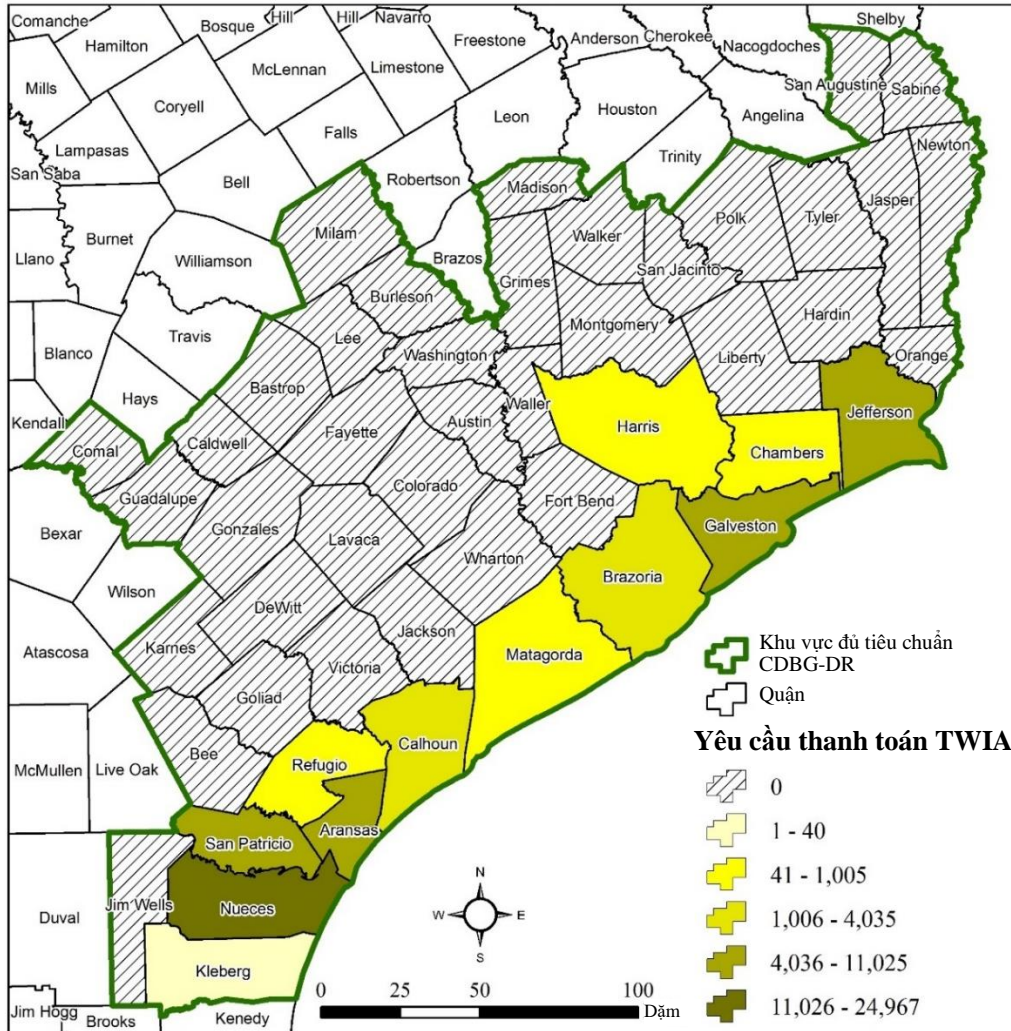 Comanche
Bosque
Hill
Hill
Navarro
Shelby
Hamilton
Freestone
Anderson
Cherokee
Nacogdoches
McLennan
Limestone
San Augustine
Sabine
Mills
Coryell
Leon
Houston
Angelina
Falls
Lampasas
Trinity
Newton
San Saba
Bell
Robertson
Madison
Jasper
Polk
Tyler
Burnet
Milam
Walker
Llano
Williamson
Brazos
San Jacinto
Grimes
Burleson
Hardin
Travis
Lee
Montgomery
Blanco
Washington
Liberty
Orange
Bastrop
Hays
Waller
Jefferson
Kendall
Austin
Caldwell
Fayette
Harris
Comal
Chambers
Guadalupe
Colorado
Fort Bend
Gonzales
Galveston
Bexar
Lavaca
Wharton
Brazoria
Wilson
DeWitt
Jackson
Karnes
Matagorda
Atascosa
Victoria
Goliad
Calhoun
Bee
Refugio
McMullen
Live Oak
Aransas
San Patricio
Jim Wells
Nueces
Duval
Kleberg
Jim Hogg
Brooks
Kenedy
N
W
E
S
0
25
50
100
Dặm
Khu vực đủ tiêu chuẩn
CDBG-DR
Quận
Yêu cầu thanh toán TWIA
0
1 - 40
41 - 1,005
1,006 - 4,035
4,036 - 11,025
11,026 - 24,967